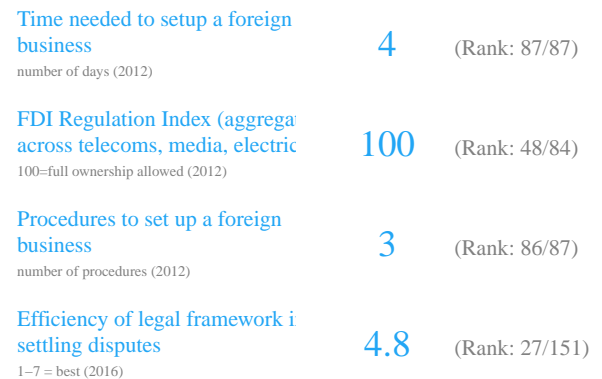 Time needed to setup a foreign
business
4 (Rank: 87/87)
number of days (2012)
FDI Regulation Index (aggregat
across telecoms, media, electric
100 (Rank: 48/84)
100=full ownership allowed (2012)
Procedures to set up a foreign
business
3 (Rank: 86/87)
number of procedures (2012)
Efficiency of legal framework i
settling disputes
4.8 (Rank: 27/151)
1–7 = best (2016)